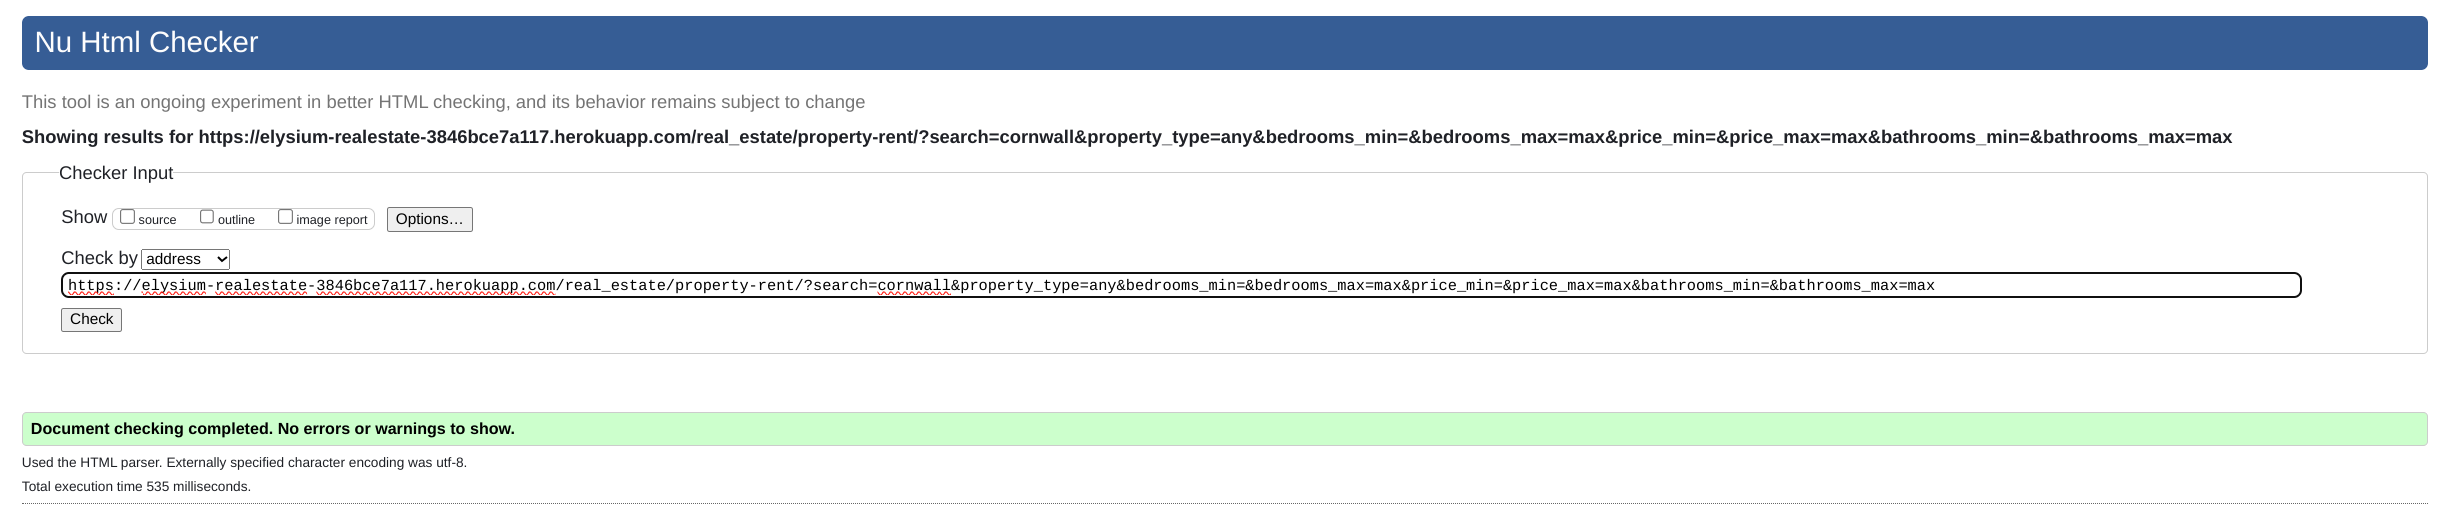 Nu Html Checker
This tool is an ongoing experiment in better HTML checking, and its behavior remains subject to change
Showing results for https://elysium-realestate-3846bce7a117.herokuapp.com/real_estate/property-rent/?search=cornwall&property_type=any&bedrooms_min=&bedrooms_max=max&price_min=&price_max=max&bathrooms_min=&bathrooms_max=max
Checker Input
Show source outline image report Options...
Check by address
https://elysium-realestate-3846bce7a117.herokuapp.com/real_estate/property-rent/?search=cornwall&property_type=any&bedrooms_min=&bedrooms_max=max&price_min=&price_max=max&bathrooms_min=&bathrooms_max=max
Check
Document checking completed. No errors or warnings to show.
Used the HTML parser. Externally specified character encoding was utf-8.
Total execution time 535 milliseconds.